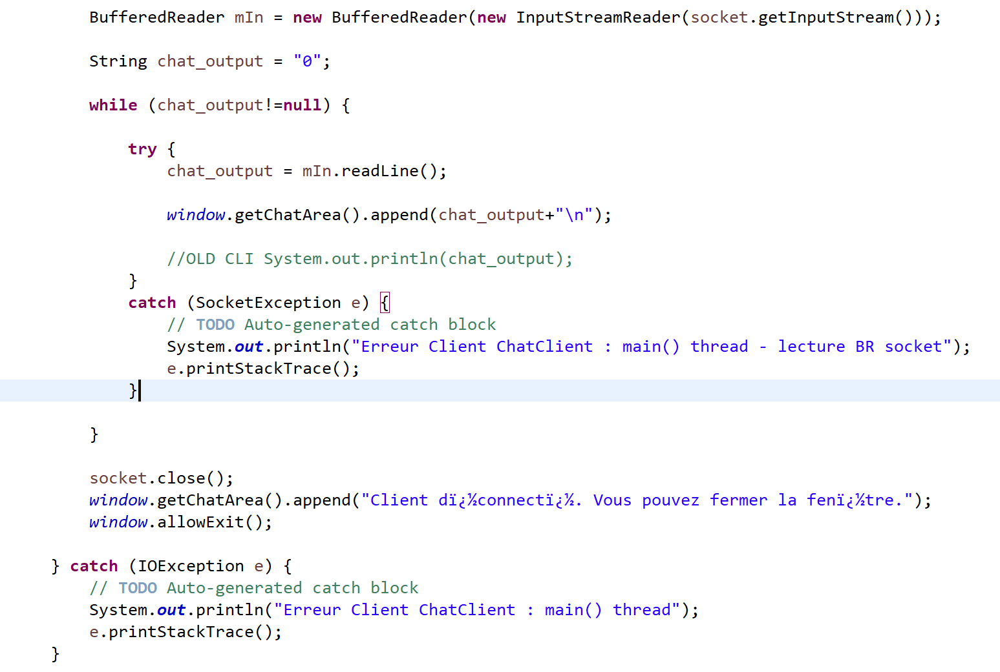 BufferedReader mIn = new BufferedReader(new InputStreamReader(socket.getInputStream()));
String chat_output = "0";
while (chat_output!=null) {
try {
chat_output = mIn.readLine();
window.getChatArea().append(chat_output+"\n");
//OLD CLI System.out.println(chat_output);
}
catch (SocketException e) {
// TODO Auto-generated catch block
System.out.println("Erreur Client ChatClient : main() thread - lecture BR socket");
e.printStackTrace();
}
}
socket.close();
window.getChatArea().append("Client dï¿½connectï¿½. Vous pouvez fermer la fenï¿½tre.");
window.allowExit();
} catch (IOException e) {
// TODO Auto-generated catch block
System.out.println("Erreur Client ChatClient : main() thread");
e.printStackTrace();
}